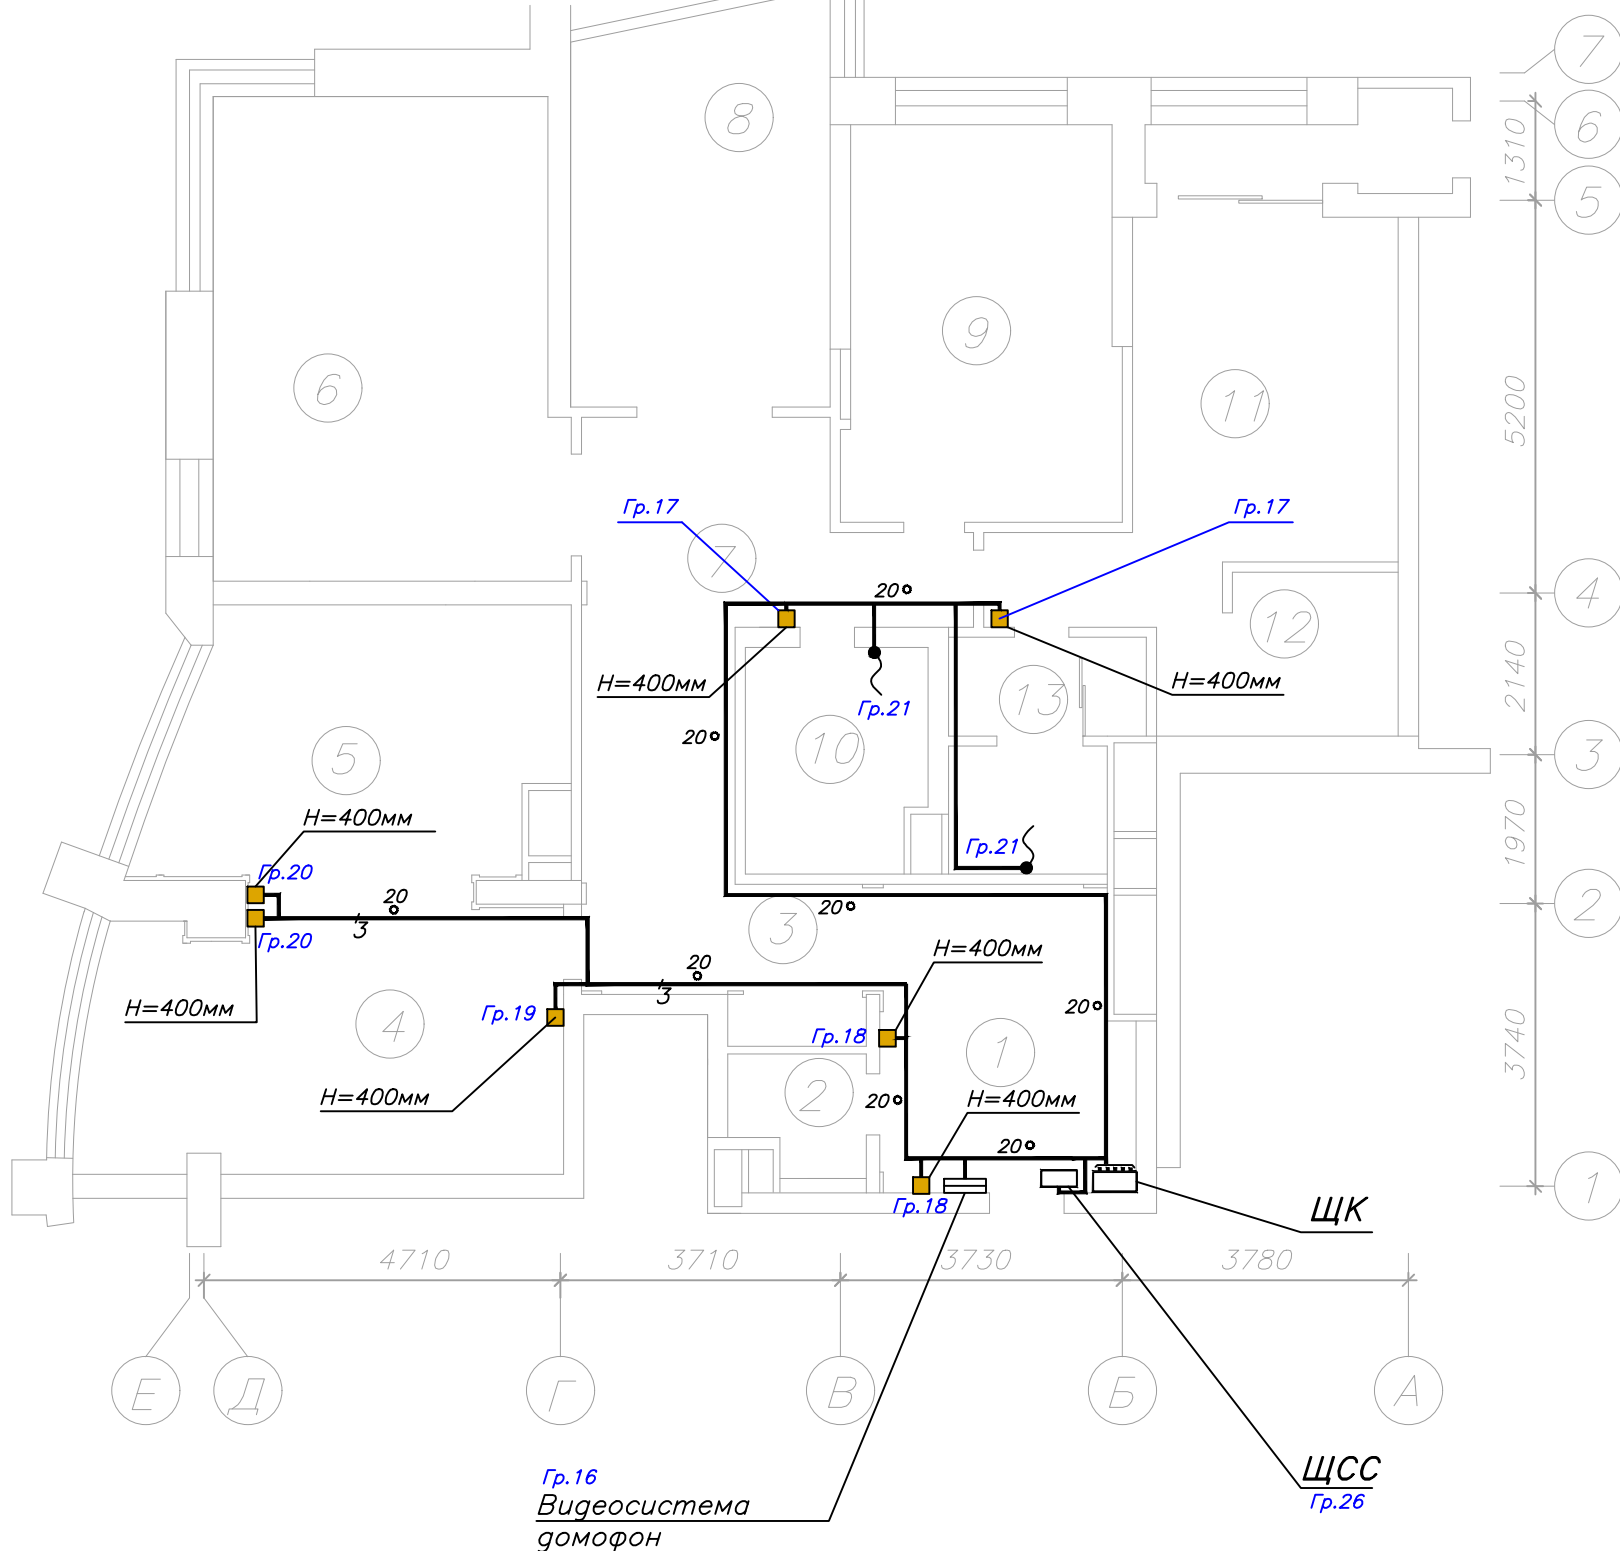 7
8
6
1310
5
9
6
11
5200
Гр.17
Гр.17
7
20
4
12
H=400мм
H=400мм
13
2140
Гр.21
20
10
5
3
H=400мм
1970
Гр.21
Гр.20
20
20
2
3
3
Гр.20
H=400мм
20
3
H=400мм
20
Гр.19
4
Гр.18
1
3740
H=400мм
2
20
H=400мм
20
Гр.18
1
ЩК
4710
3710
3730
3780
Е
Д
Г
В
Б
А
Гр.16
ЩСС
Видеосистема
Гр.26
домофон